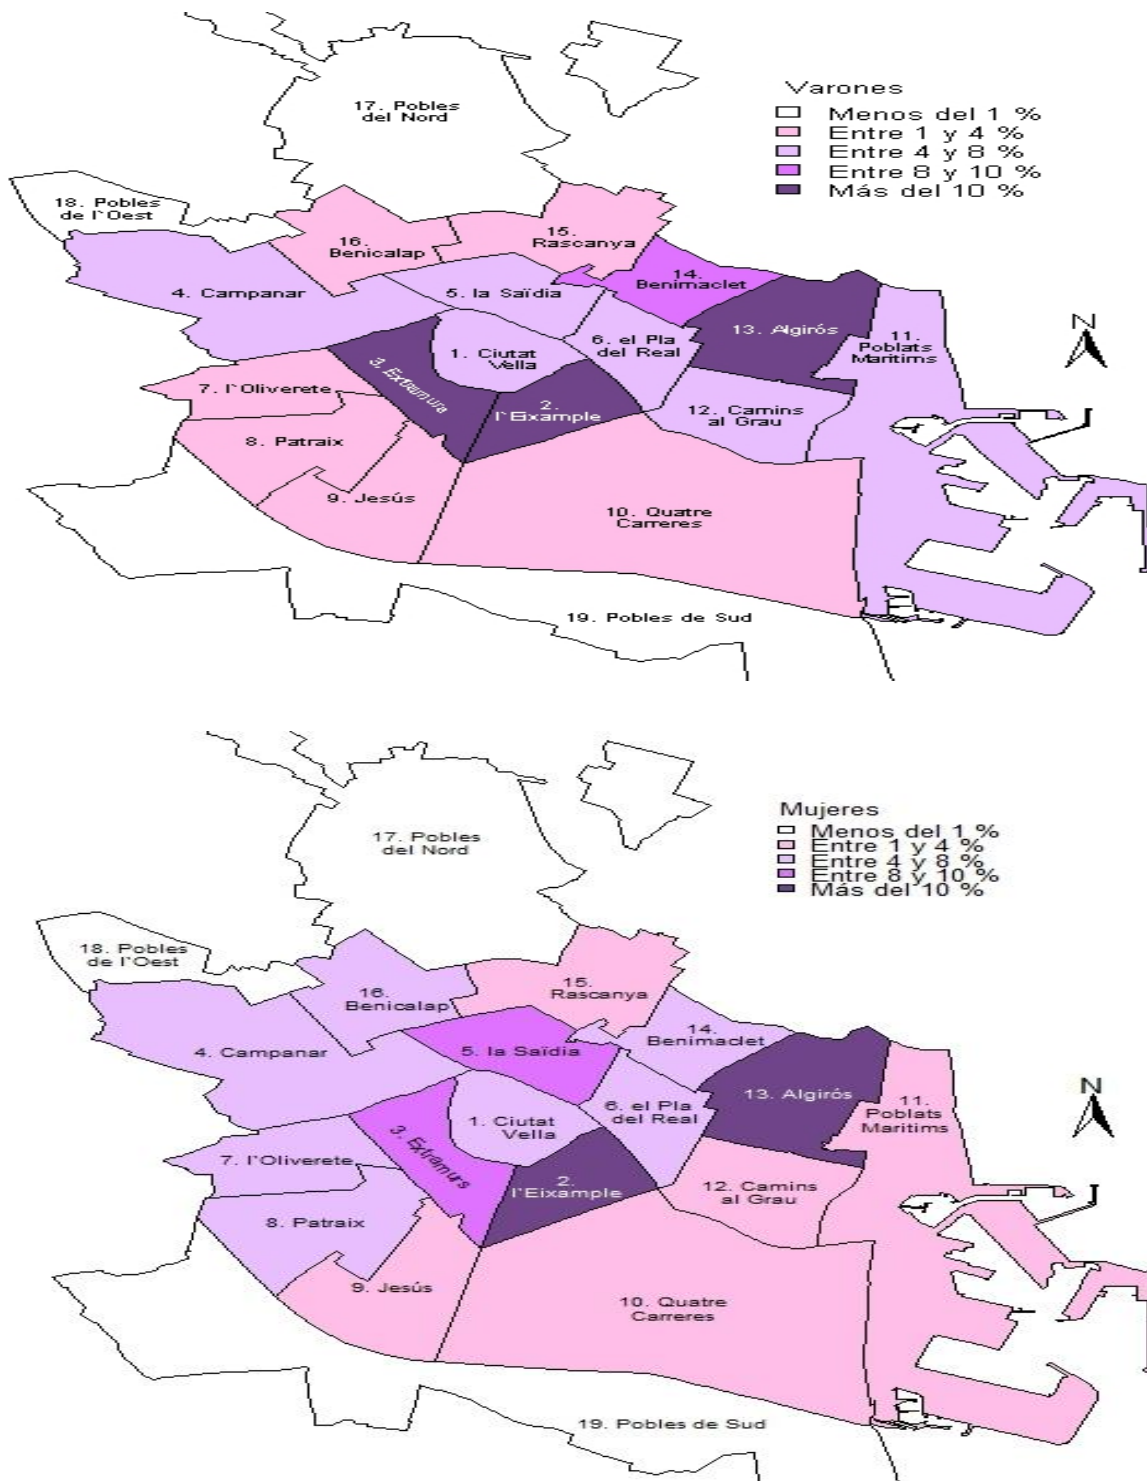 Varones
Menos del 1 %
Entre 1 y 4 %
Entre 4 y 8 %
Entre 8 y 10 %
Más del 10 %
17. Pobles
del Nord
18. Pobles
de l'Oest
16.
Benicalap
15.
Rascanya
14.
Benimaclet
4. Campanar
5. la Saïdia
13. Algirós
11.
Poblats
Maritims
N
6. el Pla
del Real
1. Ciutat
Vella
3. Extramurs
7. l'Oliverete
2.
l'Eixample
12. Camins
al Grau
8. Patraix
9. Jesús
10. Quatre
Carreres
19. Pobles de Sud
Mujeres
Menos del 1 %
Entre 1 y 4 %
Entre 4 y 8 %
Entre 8 y 10 %
Más del 10 %
17. Pobles
del Nord
18. Pobles
de l'Oest
16.
Benicalap
15.
Rascanya
14.
Benimaclet
4. Campanar
5. la Saïdia
13. Algirós
11.
Poblats
Maritims
N
6. el Pla
del Real
1. Ciutat
Vella
3. Extramurs
7. l'Oliverete
2.
l'Eixample
12. Camins
al Grau
8. Patraix
9. Jesús
10. Quatre
Carreres
19. Pobles de Sud